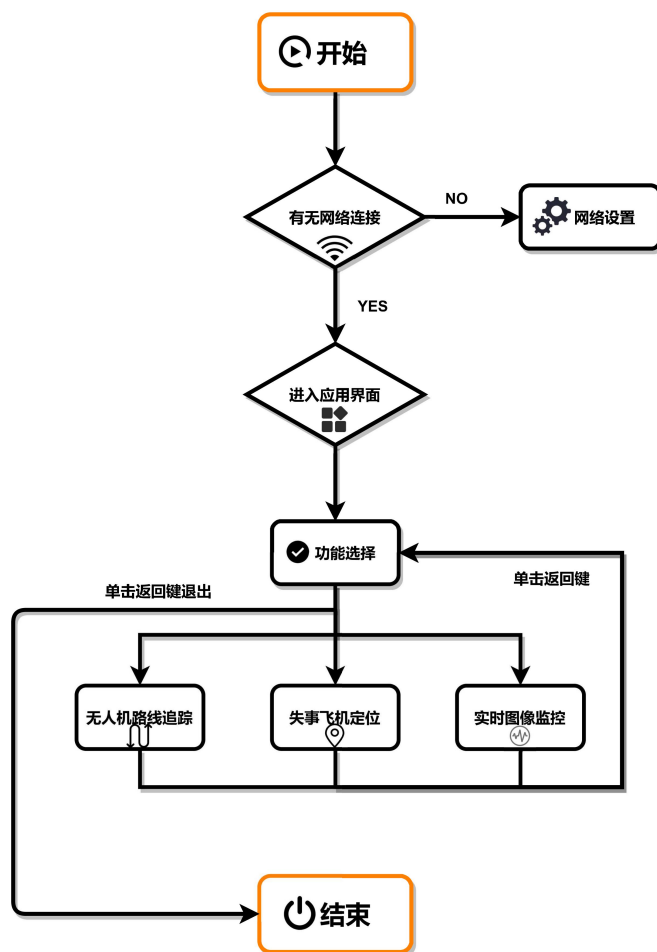 开始
有无网络连接
NO
网络设置
YES
进入应用界面
功能选择
单击返回键退出
单击返回键
无人机路线追踪
失事飞机定位
实时图像监控
结束